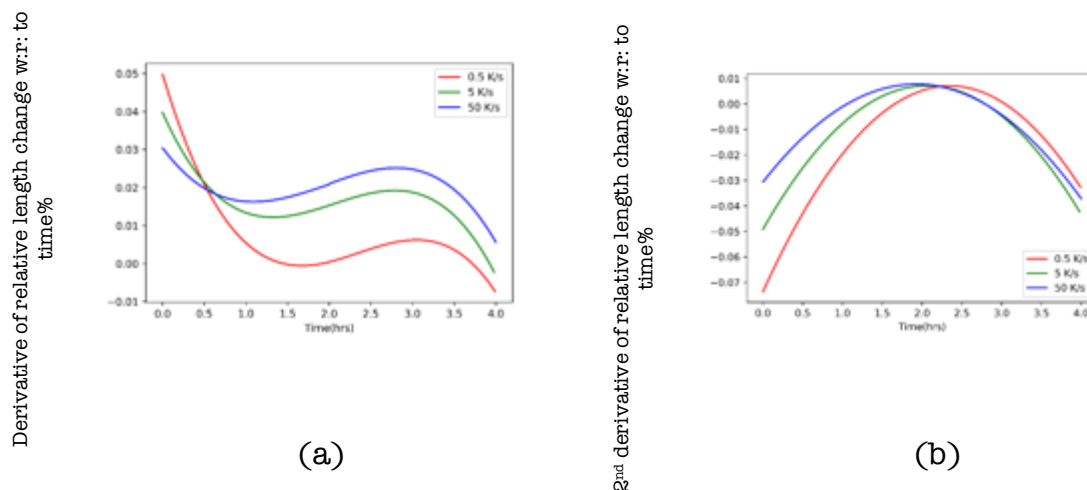 Derivative of relative length change w:r: to
time%
0.05
0.04
0.03
0.02
0.01
0.00
−0.01
0.0 0.5 1.0 1.5 2.0 2.5 3.0 3.5 4.0
Time(hrs)
0.5 K/s
5 K/s
50 K/s
(a)
2nd derivative of relative length change w:r: to
time%
0.01
0.00
−0.01
−0.02
−0.03
−0.04
−0.05
−0.06
−0.07
0.0 0.5 1.0 1.5 2.0 2.5 3.0 3.5 4.0
Time(hrs)
0.5 K/s
5 K/s
50 K/s
(b)